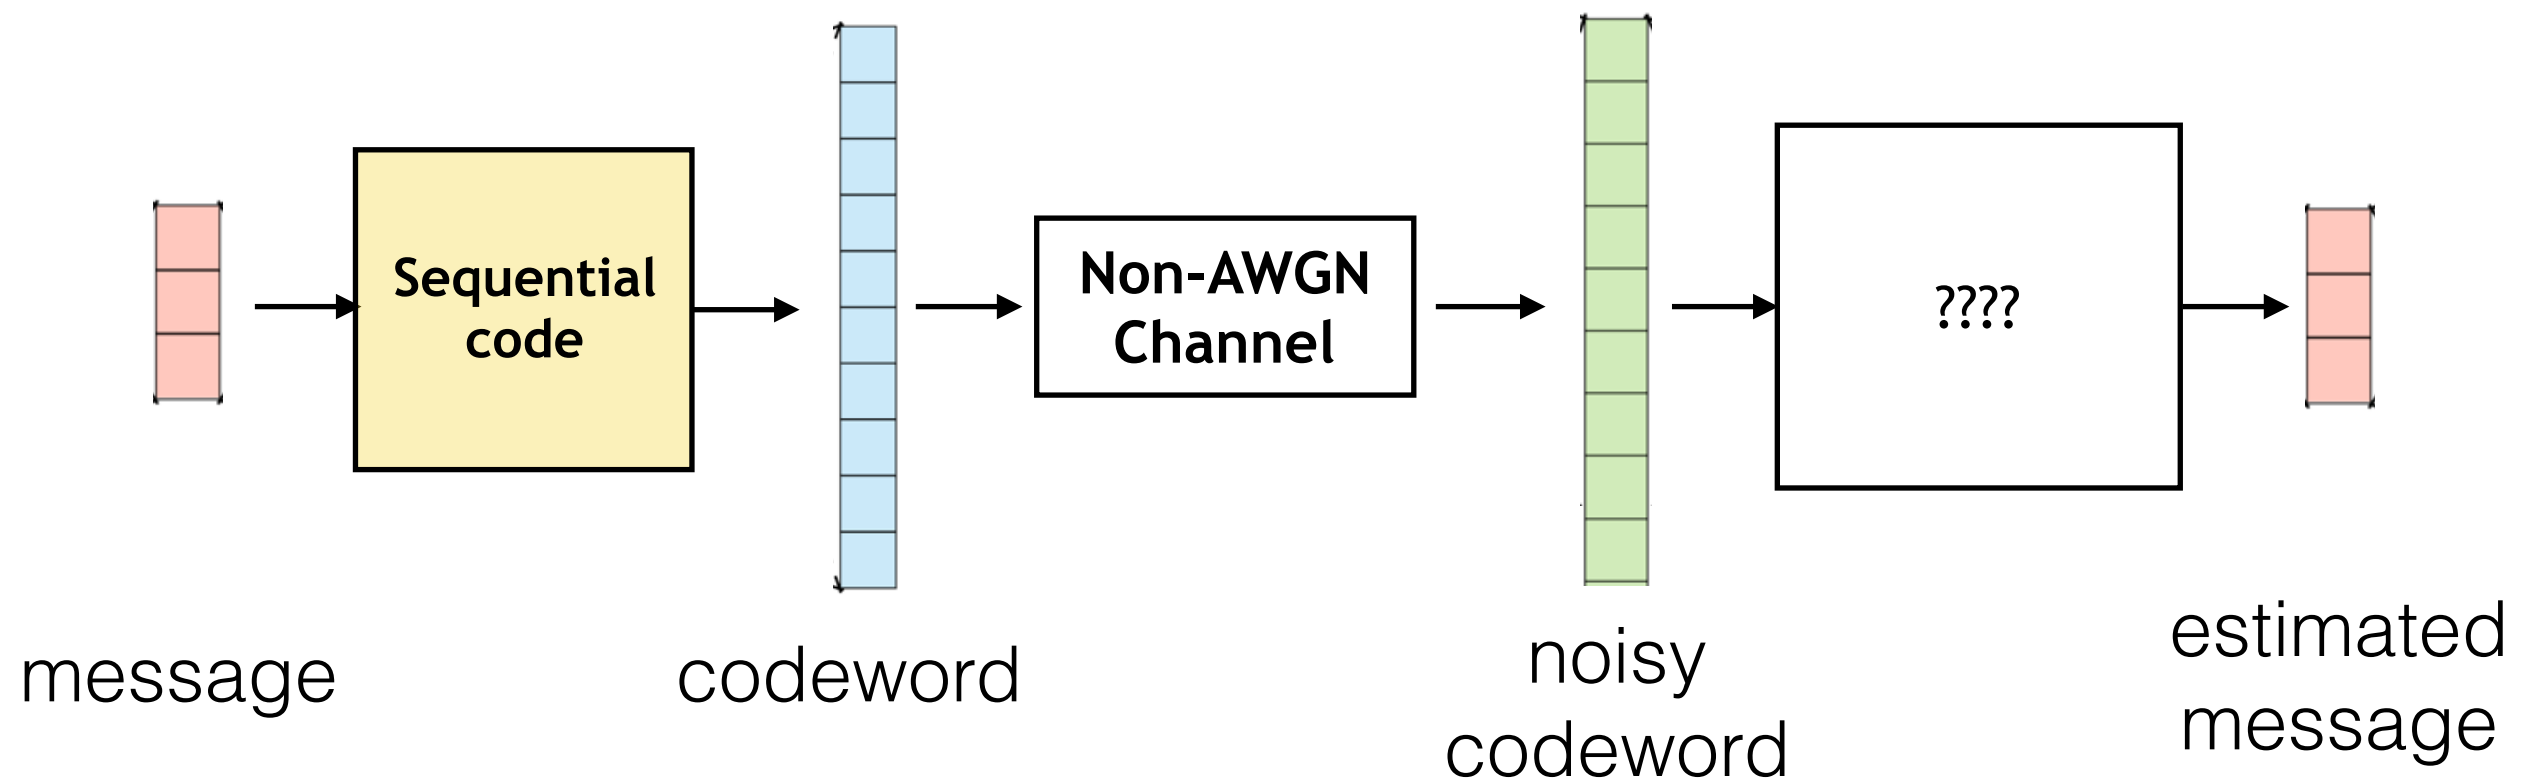 Sequential
code
Non-AWGN
Channel
????
message
codeword
noisy
codeword
estimated
message